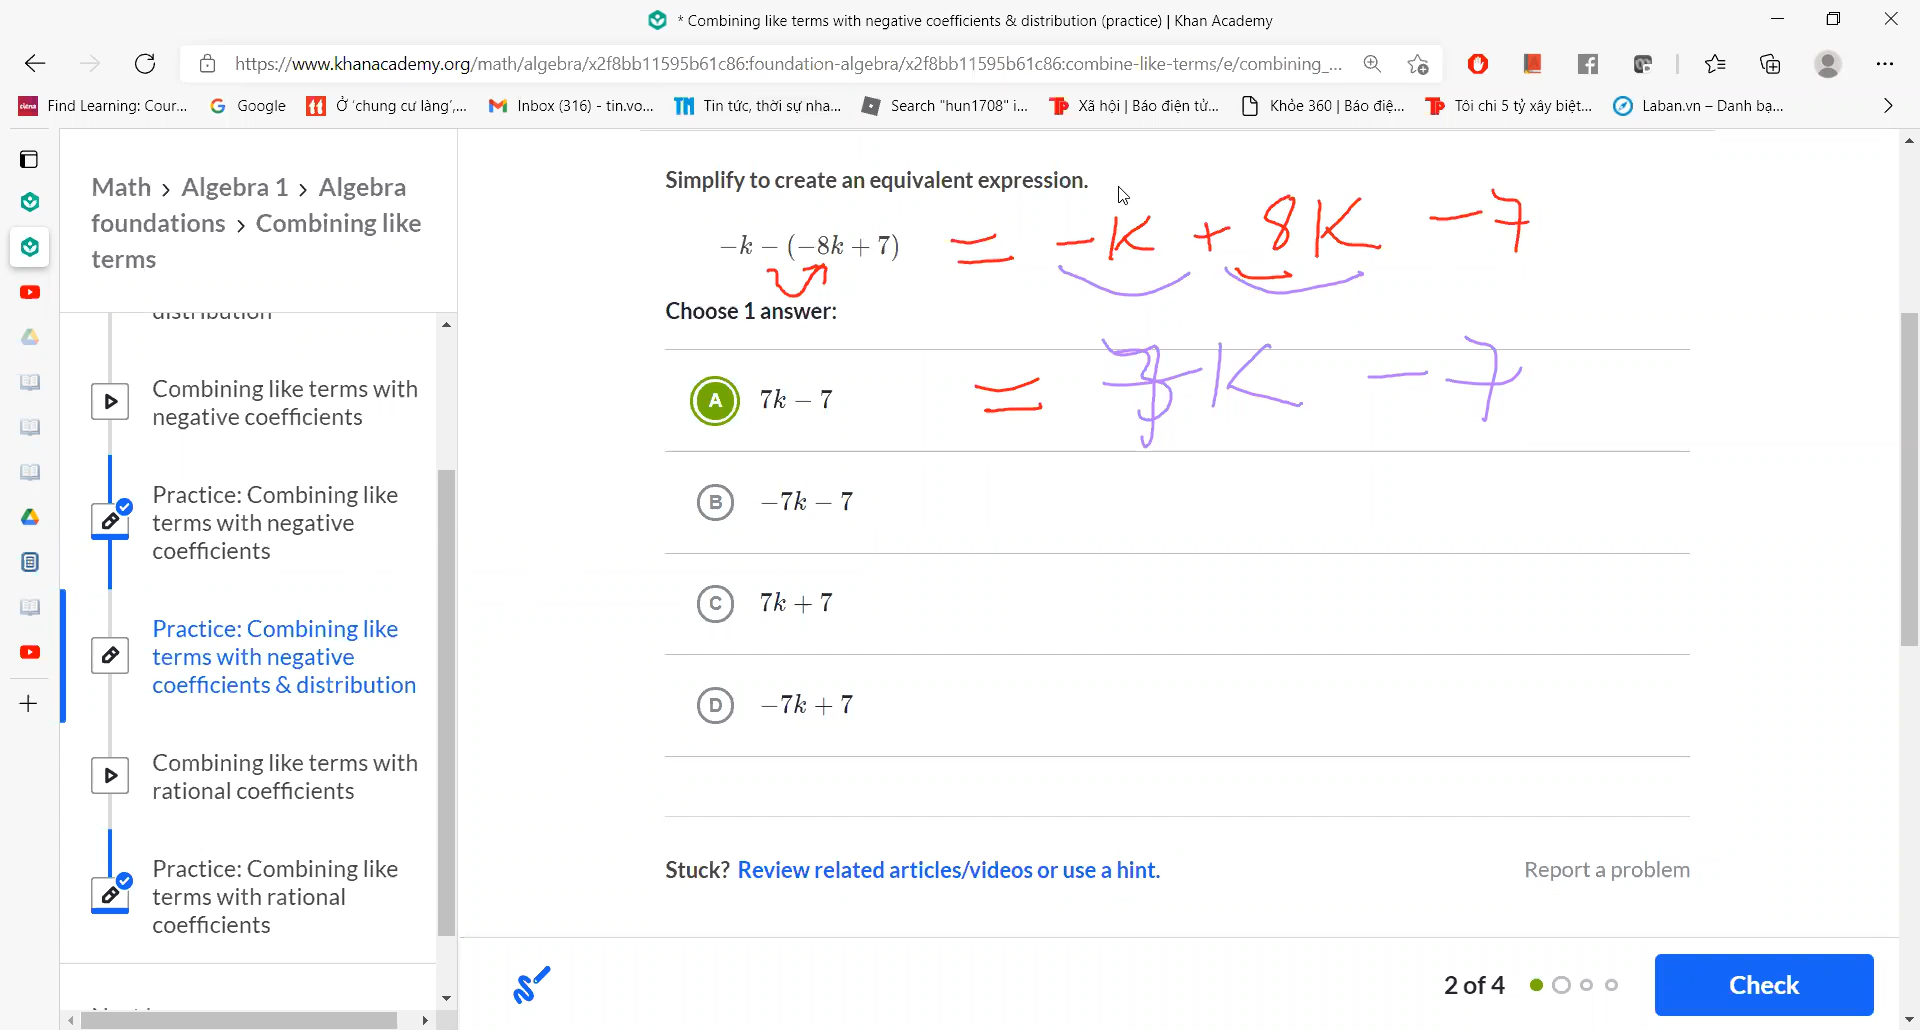 * Combining like terms with negative coefficients & distribution (practice) | Khan Academy
https://www.khanacademy.org/math/algebra/x2f8bb11595b61c86:foundation-algebra/x2f8bb11595b61c86:combine-like-terms/e/combining_...
Find Learning: Cour... Google Ở 'chung cư làng',... Inbox (316) - tin.vo... Tin tức, thời sự nha... Search "hun1708" i... Xã hội | Báo điện tử... Khỏe 360 | Báo điệ... Tôi chi 5 tỷ xây biệt... Laban.vn – Danh bạ...
Math › Algebra 1 › Algebra
foundations › Combining like
terms
distribution
Combining like terms with
negative coefficients
Practice: Combining like
terms with negative
coefficients
Practice: Combining like
terms with negative
coefficients & distribution
Combining like terms with
rational coefficients
Practice: Combining like
terms with rational
coefficients
Simplify to create an equivalent expression.
−k − (−8k + 7) = −K + 8K − 7
Choose 1 answer:
A 7k − 7 = 7K − 7
B −7k − 7
C 7k + 7
D −7k + 7
Stuck? Review related articles/videos or use a hint.
Report a problem
2 of 4
Check